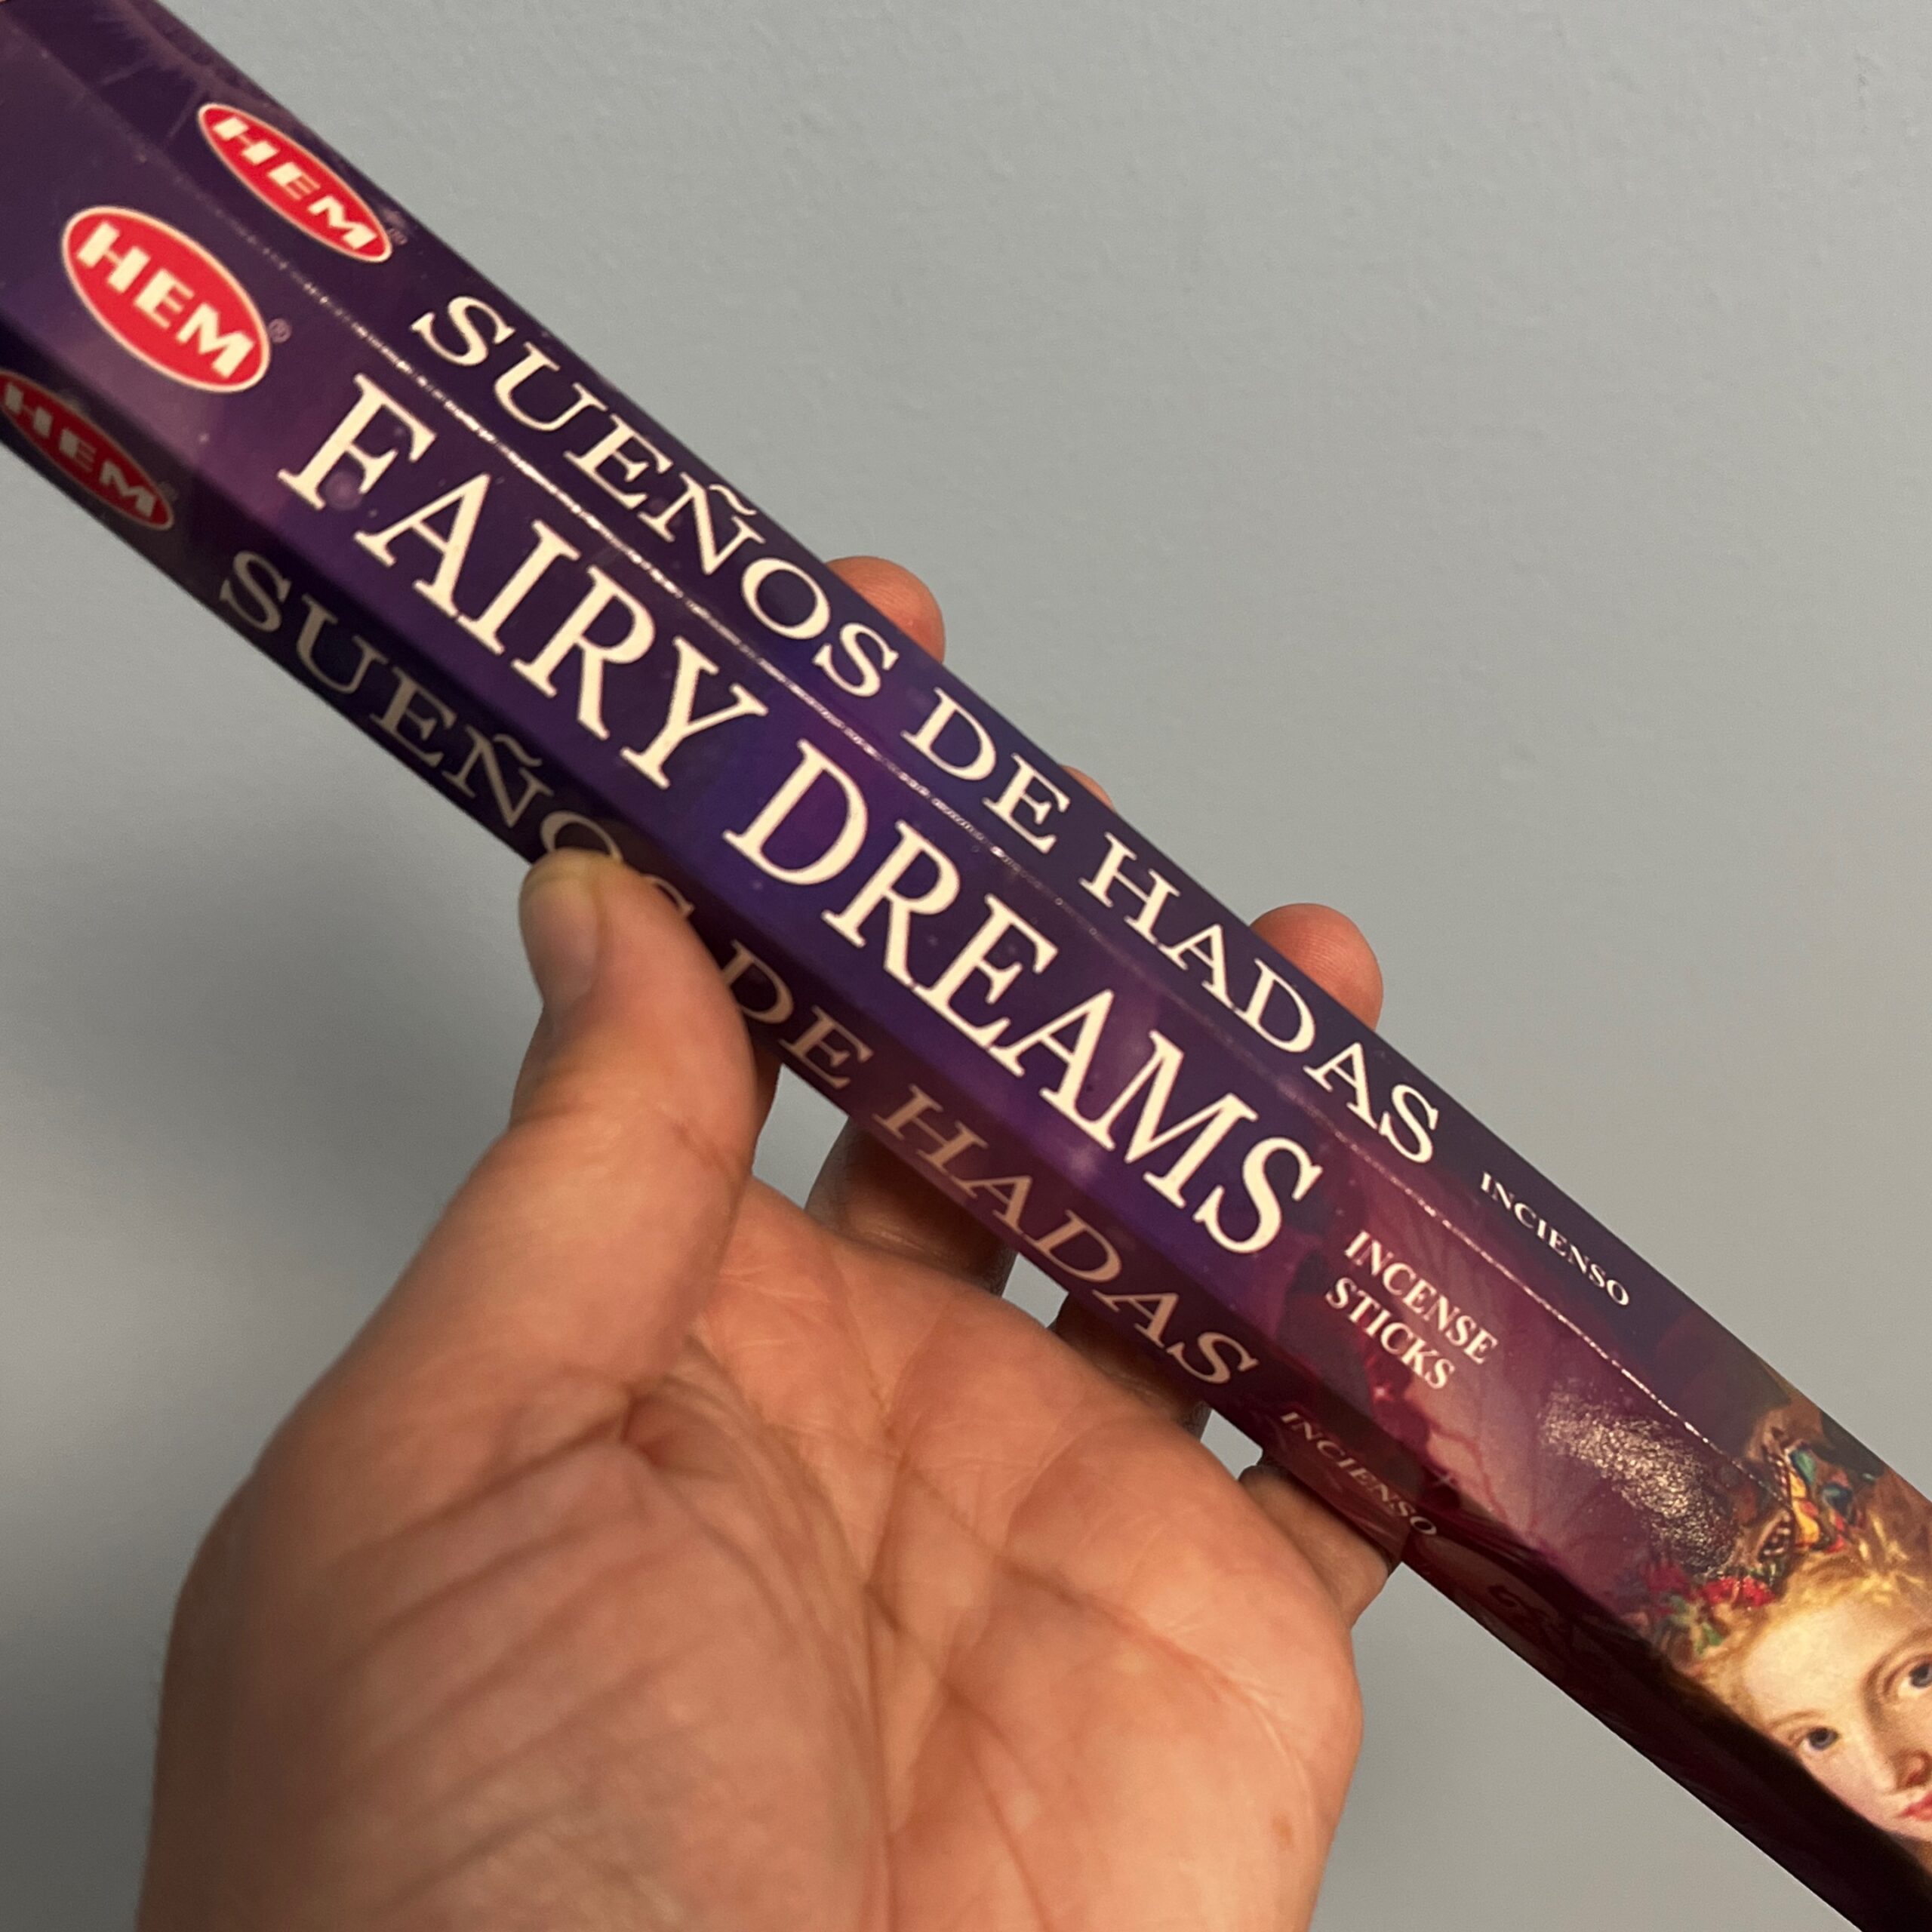 HEM
SUEÑOS DE HADAS
INCIENSO
HEM®
FAIRY DREAMS
INCENSE
STICKS
HEM
SUEÑOS DE HADAS
INCIENSO